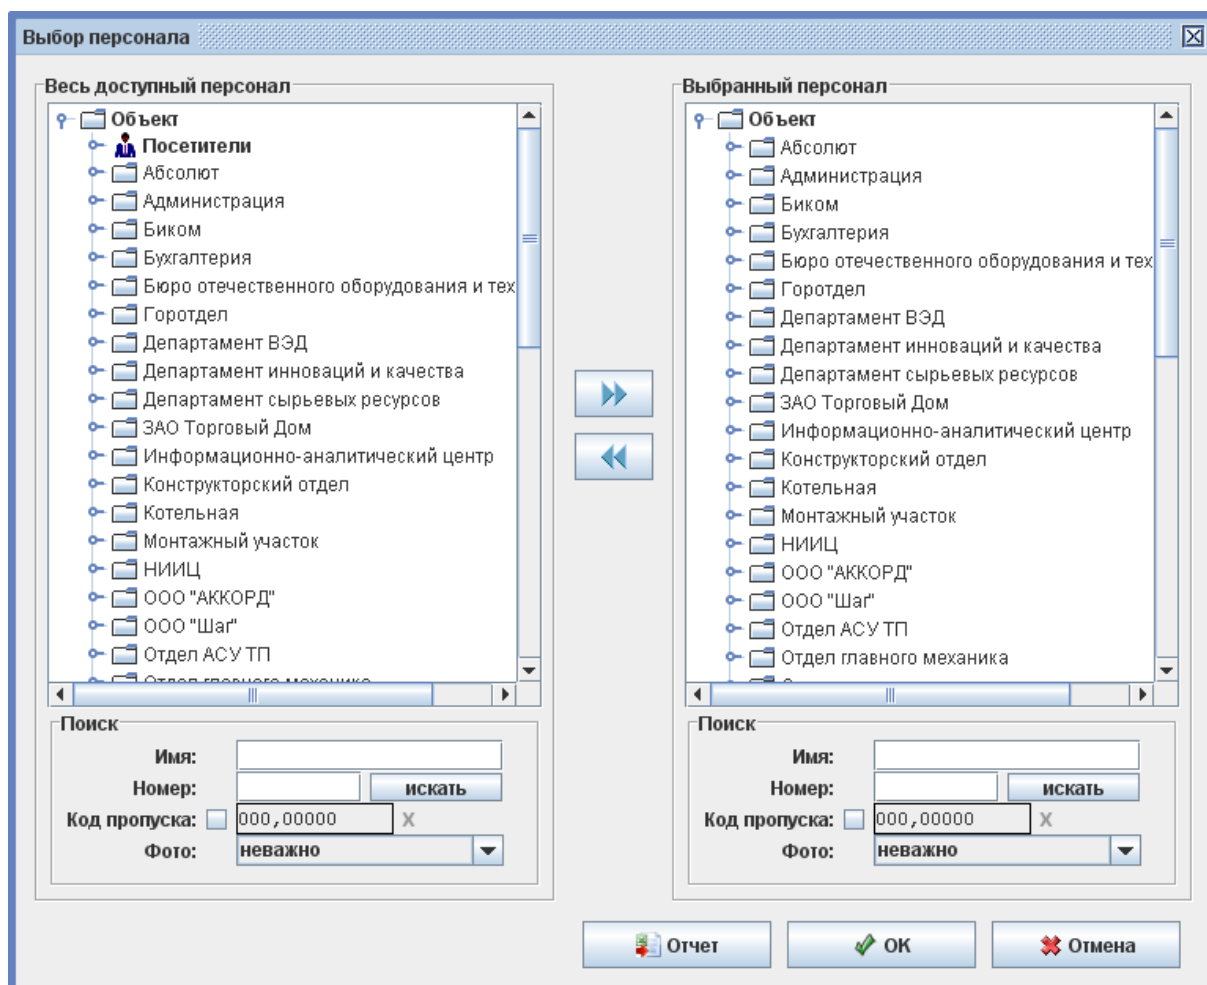 Выбор персонала
Весь доступный персонал
Объект
Посетители
Абсолют
Администрация
Биком
Бухгалтерия
Бюро отечественного оборудования и тех
Горотдел
Департамент ВЭД
Департамент инноваций и качества
Департамент сырьевых ресурсов
ЗАО Торговый Дом
Информационно-аналитический центр
Конструкторский отдел
Котельная
Монтажный участок
НИИЦ
ООО "АККОРД"
ООО "Шаг"
Отдел АСУ ТП
Отдел главного механика
Поиск
Имя:
Номер:
искать
Код пропуска:
000,00000
X
Фото:
неважно
Выбранный персонал
Объект
Абсолют
Администрация
Биком
Бухгалтерия
Бюро отечественного оборудования и тех
Горотдел
Департамент ВЭД
Департамент инноваций и качества
Департамент сырьевых ресурсов
ЗАО Торговый Дом
Информационно-аналитический центр
Конструкторский отдел
Котельная
Монтажный участок
НИИЦ
ООО "АККОРД"
ООО "Шаг"
Отдел АСУ ТП
Отдел главного механика
Поиск
Имя:
Номер:
искать
Код пропуска:
000,00000
X
Фото:
неважно
Отчет
OK
Отмена